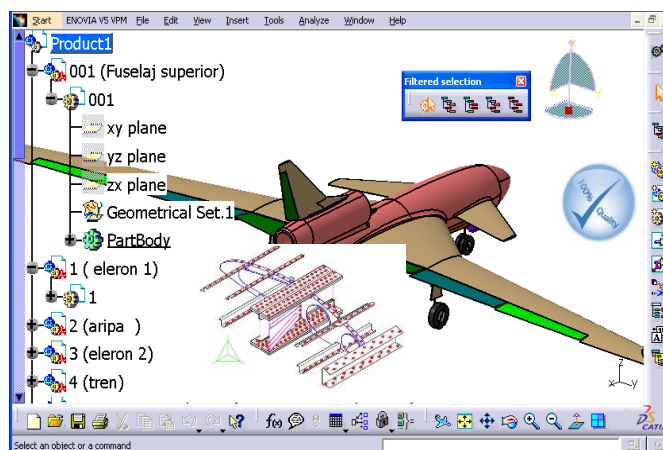 Start ENOVIA V5 VPM File Edit View Insert Tools Analyze Window Help
Product1
001 (Fuselaj superior)
Filtered selection
001
xy plane
yz plane
zx plane
100%
Quality
Geometrical Set.1
PartBody
1 ( eleron 1)
1
2 (aripa )
3 (eleron 2)
4 (tren)
z
x y
f(x)
CATIA
Select an object or a command